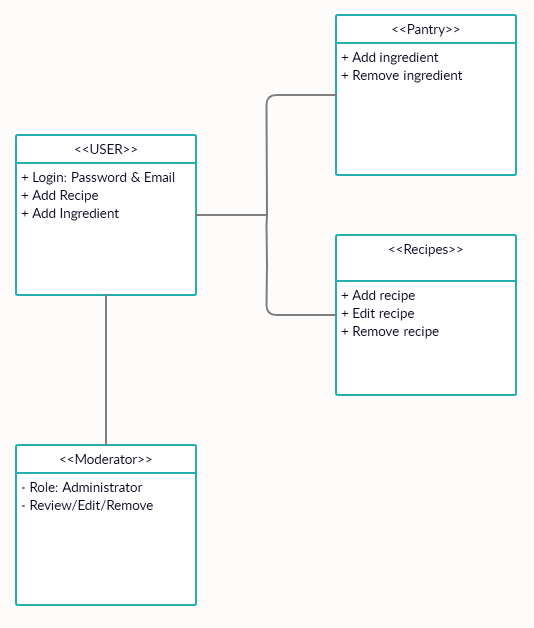 <<Pantry>>
+ Add ingredient
+ Remove ingredient
<<USER>>
+ Login: Password & Email
+ Add Recipe
+ Add Ingredient
<<Recipes>>
+ Add recipe
+ Edit recipe
+ Remove recipe
<<Moderator>>
- Role: Administrator
- Review/Edit/Remove